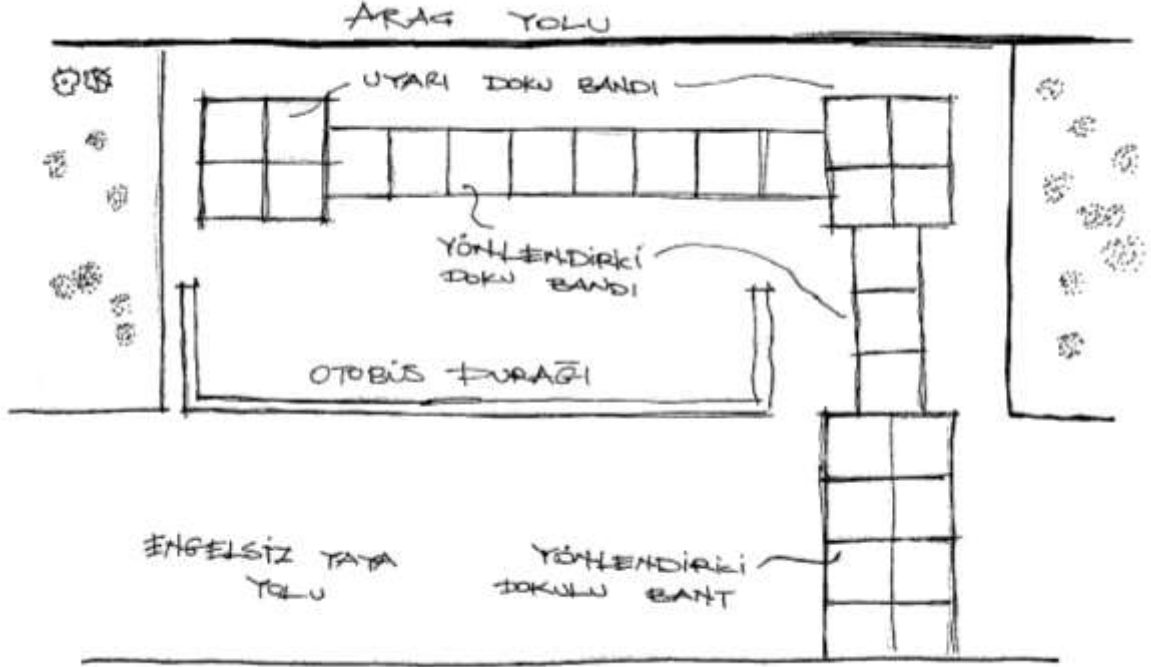 ARAÇ YOLU
UYARI DOKU BANDI
YÖNLENDİRİCİ
DOKU BANDI
OTOBÜS DURAĞI
ENGELSİZ YAYA
YOLU
YÖNLENDİRİCİ
DOKULU BANT